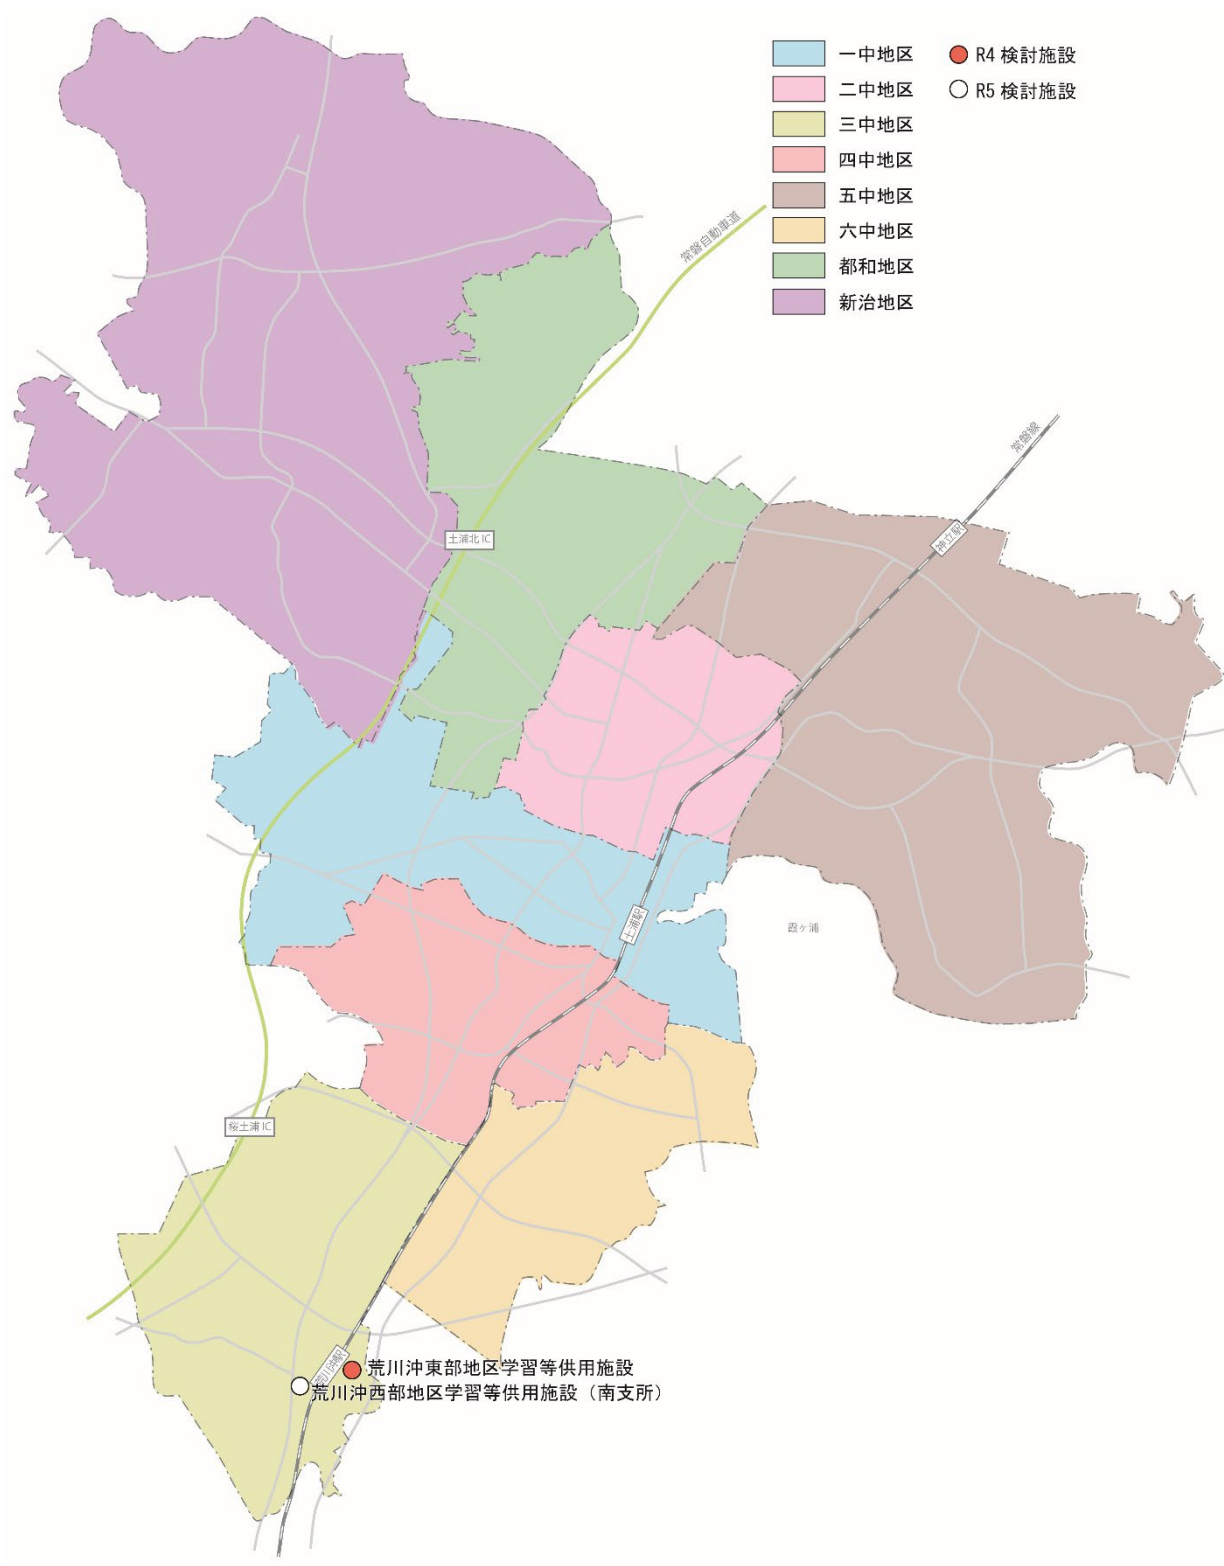 一中地区
二中地区
三中地区
四中地区
五中地区
六中地区
都和地区
新治地区
R4 検討施設
R5 検討施設
常磐自動車道
常磐線
神立駅
土浦北 IC
土浦駅
霞ヶ浦
桜土浦 IC
荒川沖駅
荒川沖東部地区学習等供用施設
荒川沖西部地区学習等供用施設（南支所）